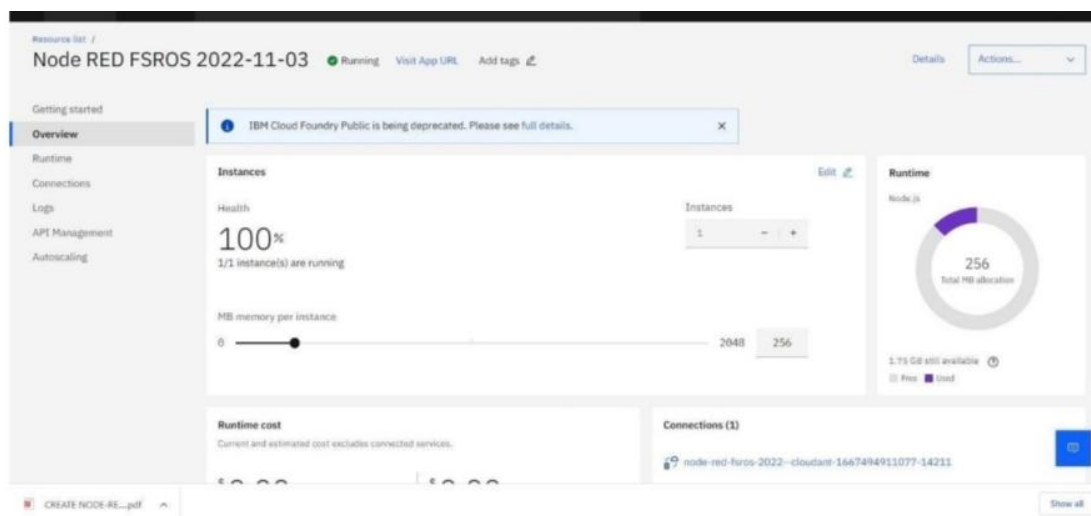 Resource list /
Node RED FSROS 2022-11-03 Running Visit App URL Add tags
Details Actions...
Getting started
Overview
Runtime
Connections
Logs
API Management
Autoscaling
IBM Cloud Foundry Public is being deprecated. Please see full details.
Instances Edit
Health
100%
1/1 instance(s) are running
Instances
1 - +
MB memory per instance
0 2048 256
Runtime
Node.js
256
Total MB allocation
1.75 GB still available
Free Used
Runtime cost
Current and estimated cost excludes connected services.
Connections (1)
node-red-fsros-2022--cloudant-1667494911077-14211
CREATE NODE-RE....pdf
Show all